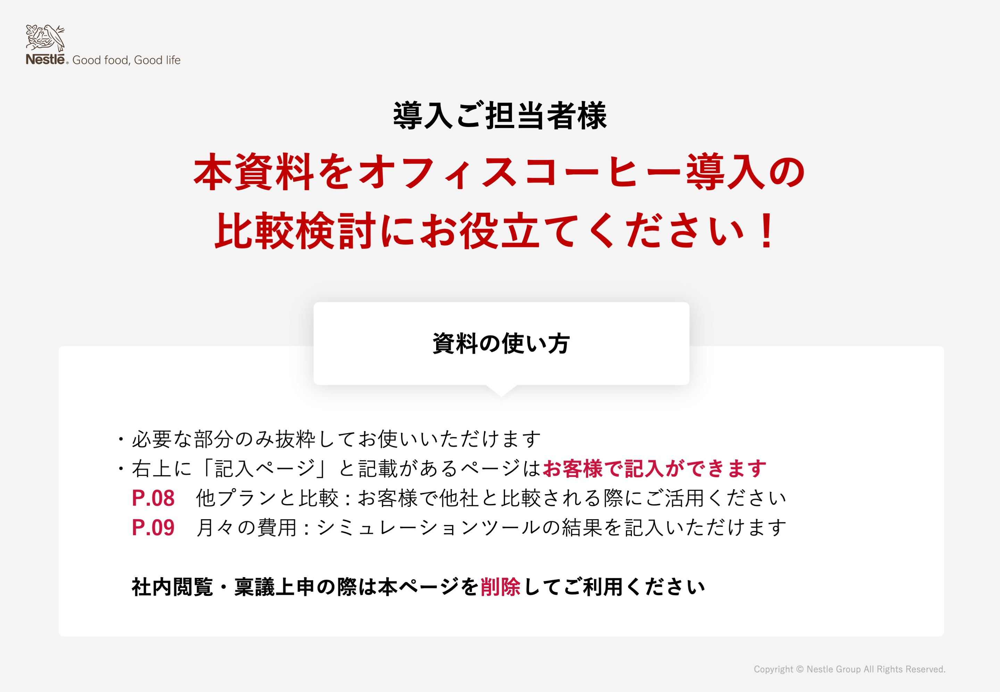 Nestlé® Good food, Good life
導入ご担当者様
本資料をオフィスコーヒー導入の
比較検討にお役立てください！
資料の使い方
・必要な部分のみ抜粋してお使いいただけます
・右上に「記入ページ」と記載があるページはお客様で記入ができます
P.08　他プランと比較：お客様で他社と比較される際にご活用ください
P.09　月々の費用：シミュレーションツールの結果を記入いただけます
社内閲覧・稟議上申の際は本ページを削除してご利用ください
Copyright © Nestle Group All Rights Reserved.